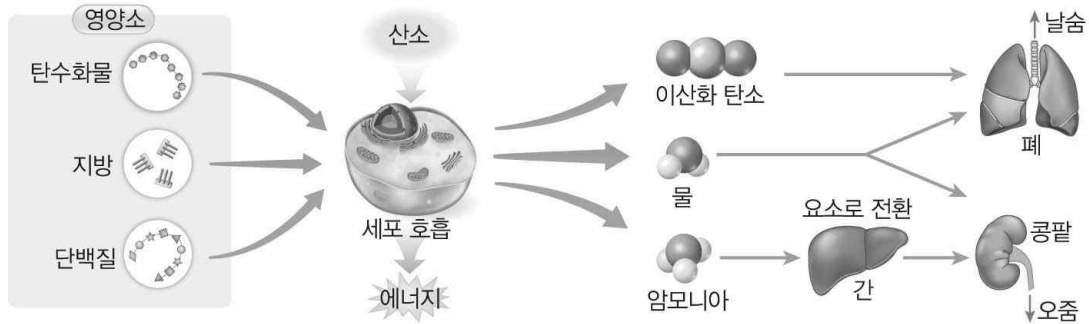 영양소
탄수화물
지방
단백질
산소
세포 호흡
에너지
이산화 탄소
물
암모니아
요소로 전환
간
날숨
폐
콩팥
오줌